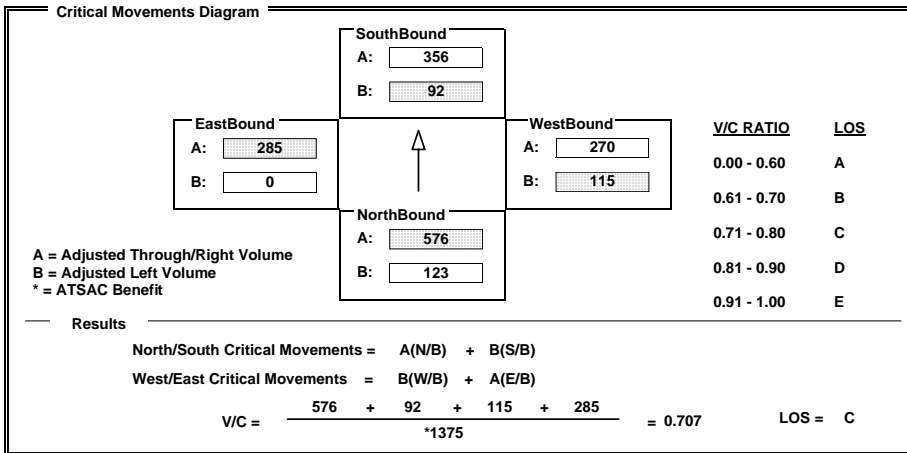 Critical Movements Diagram
SouthBound
A: 356
B: 92
EastBound
A: 285
B: 0
WestBound
A: 270
B: 115
NorthBound
A: 576
B: 123
A = Adjusted Through/Right Volume
B = Adjusted Left Volume
* = ATSAC Benefit
V/C RATIO LOS
0.00 - 0.60 A
0.61 - 0.70 B
0.71 - 0.80 C
0.81 - 0.90 D
0.91 - 1.00 E
Results
North/South Critical Movements = A(N/B) + B(S/B)
West/East Critical Movements = B(W/B) + A(E/B)
576 + 92 + 115 + 285
V/C = = 0.707 LOS = C
*1375